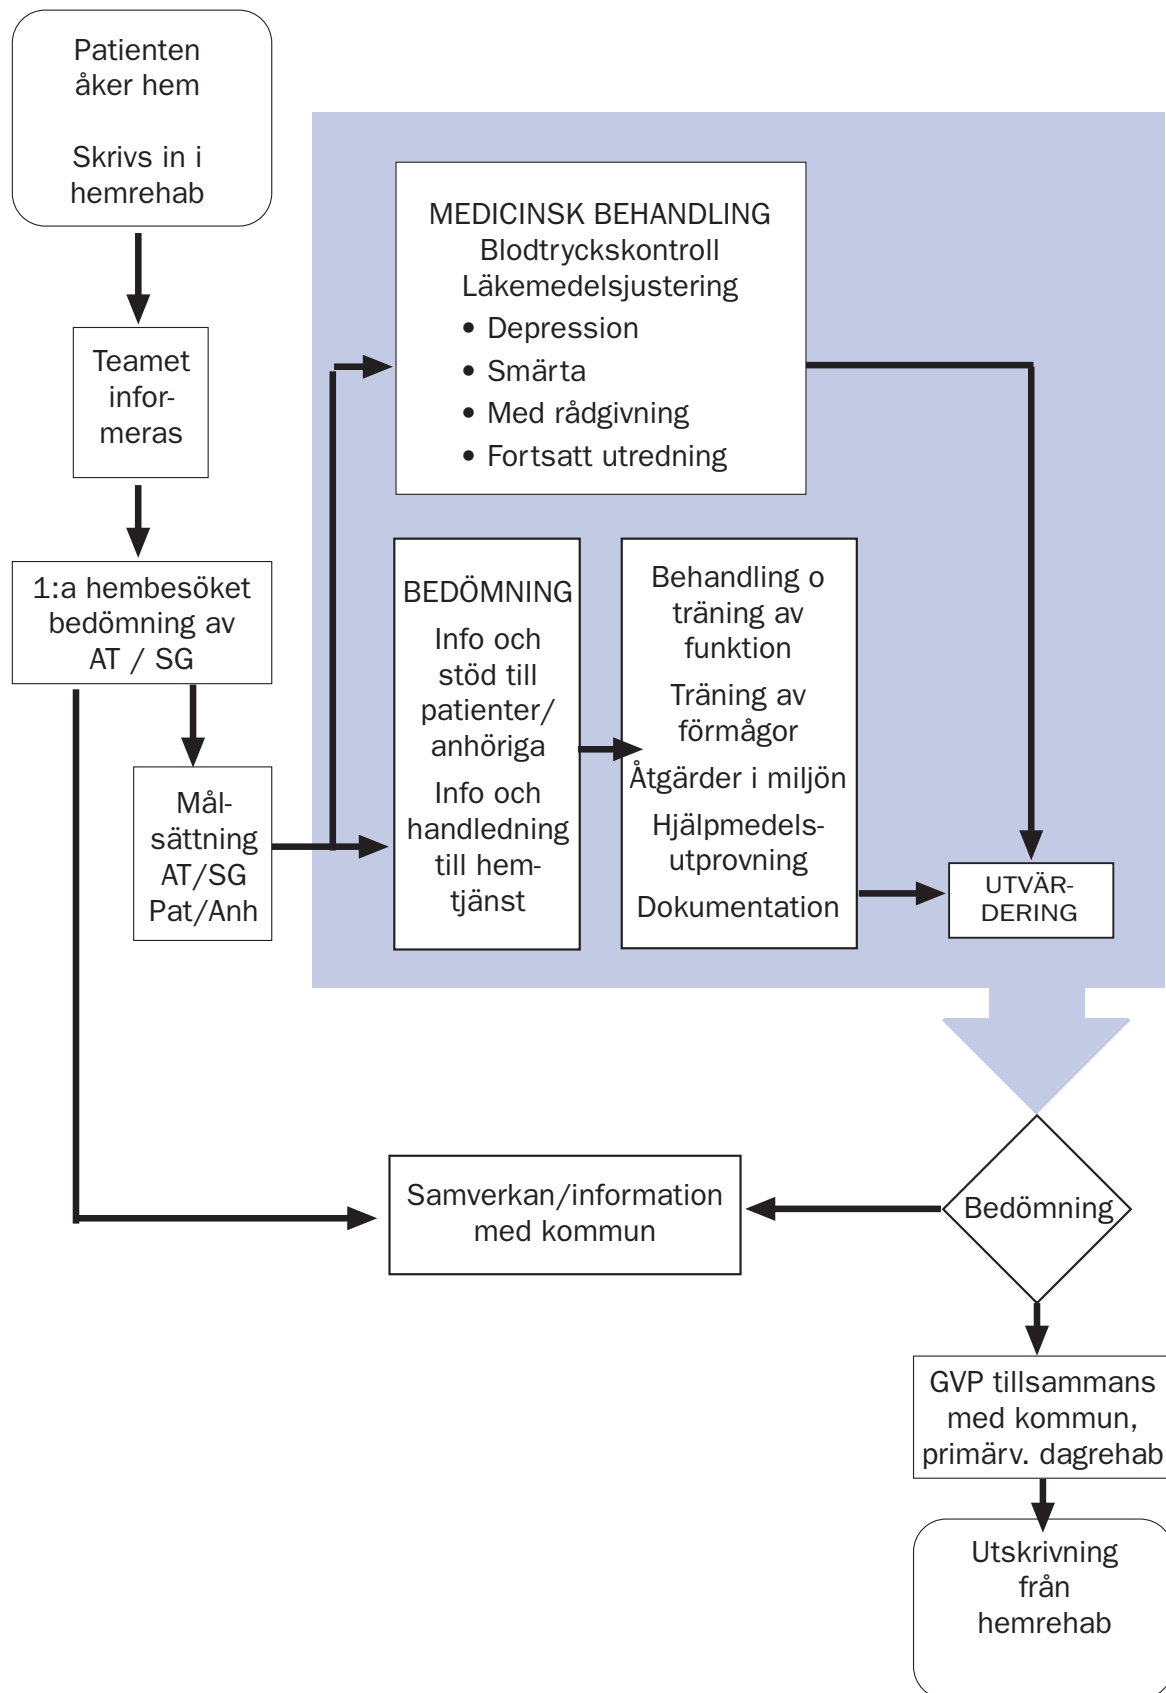 Patienten
åker hem
Skrivs in i
hemrehab
Teamet
infor-
meras
1:a hembesöket
bedömning av
AT / SG
Mål-
sättning
AT/SG
Pat/Anh
MEDICINSK BEHANDLING
Blodtryckskontroll
Läkemedelsjustering
• Depression
• Smärta
• Med rådgivning
• Fortsatt utredning
BEDÖMNING
Info och
stöd till
patienter/
anhöriga
Info och
handledning
till hem-
tjänst
Behandling o
träning av
funktion
Träning av
förmågor
Åtgärder i miljön
Hjälpmedels-
utprovning
Dokumentation
UTVÄR-
DERING
Samverkan/information
med kommun
Bedömning
GVP tillsammans
med kommun,
primärv. dagrehab
Utskrivning
från
hemrehab